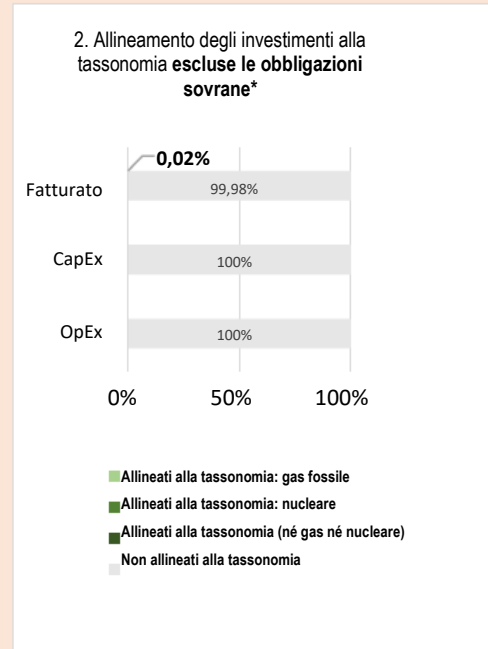 2. Allineamento degli investimenti alla
tassonomia escluse le obbligazioni
sovrane*
0,02%
Fatturato
99,98%
CapEx
100%
OpEx
100%
0%
50%
100%
Allineati alla tassonomia: gas fossile
Allineati alla tassonomia: nucleare
Allineati alla tassonomia (né gas né nucleare)
Non allineati alla tassonomia